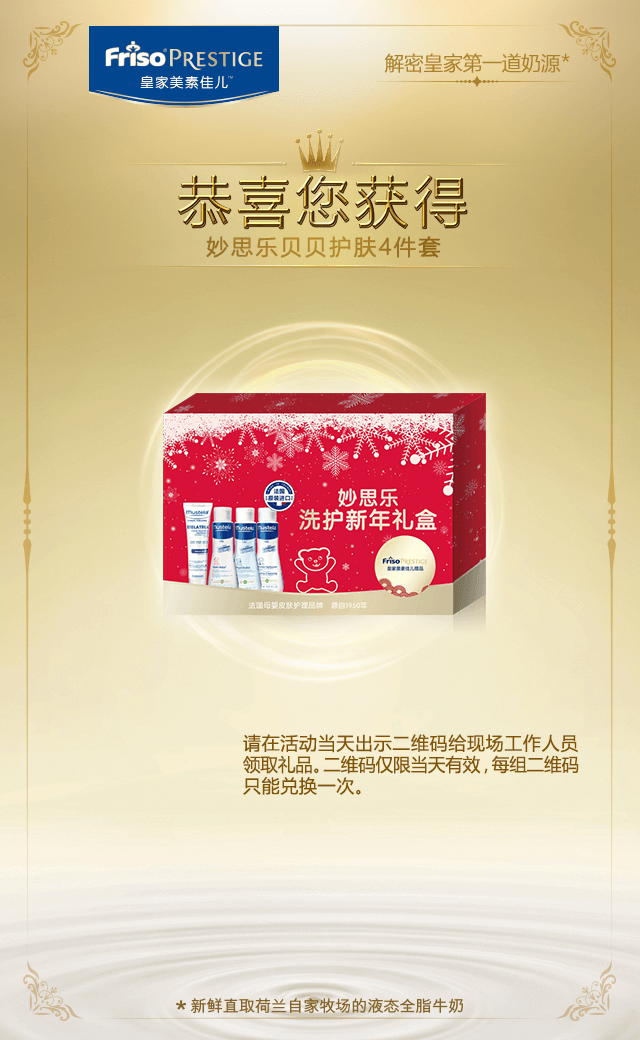 Friso PRESTIGE
皇家美素佳儿™
解密皇家第一道奶源*
恭喜您获得
妙思乐贝贝护肤4件套
法国
原装进口
妙思乐
洗护新年礼盒
mustela
mustela
mustela
mustela
STELATRIA
Friso PRESTIGE
皇家美素佳儿赠品
法国母婴皮肤护理品牌 源自1950年
请在活动当天出示二维码给现场工作人员
领取礼品。二维码仅限当天有效，每组二维码
只能兑换一次。
*新鲜直取荷兰自家牧场的液态全脂牛奶